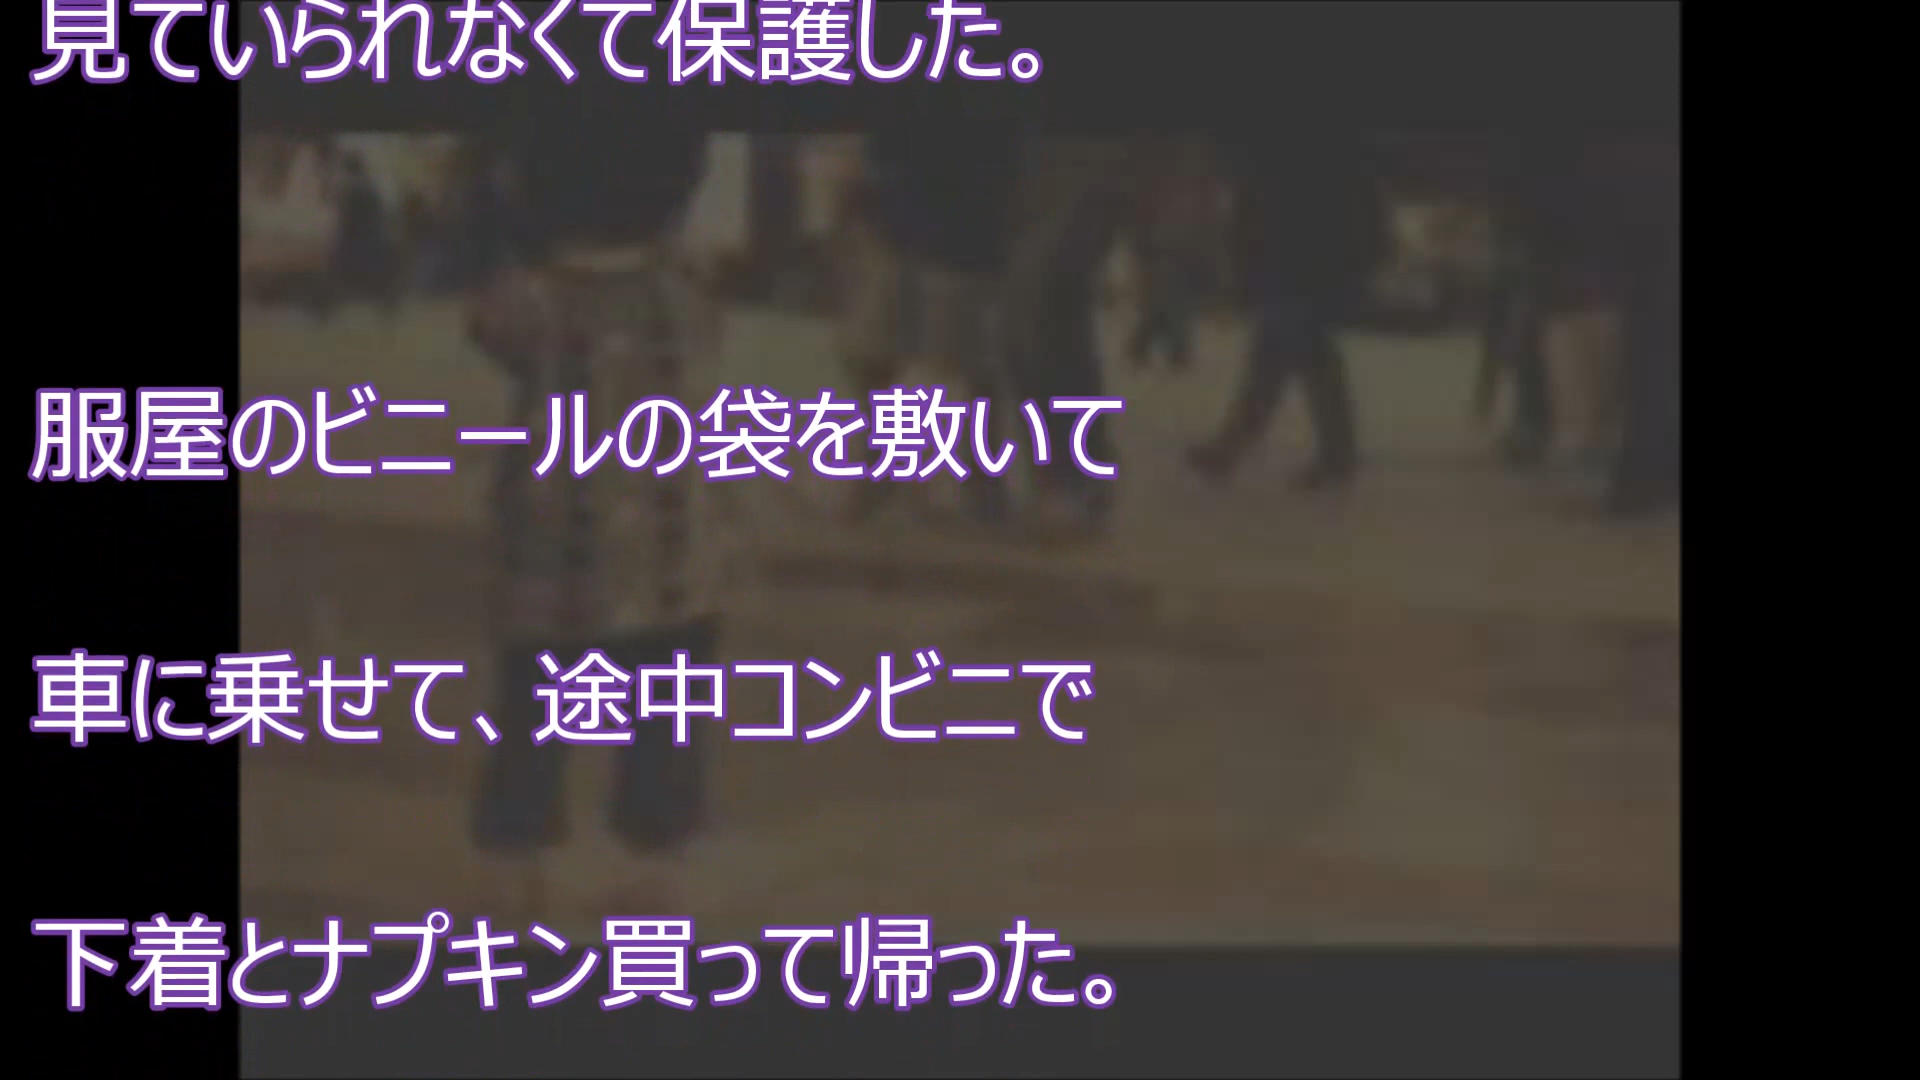 見ていられなくて保護した。
服屋のビニールの袋を敷いて
車に乗せて、途中コンビニで
下着とナプキン買って帰った。